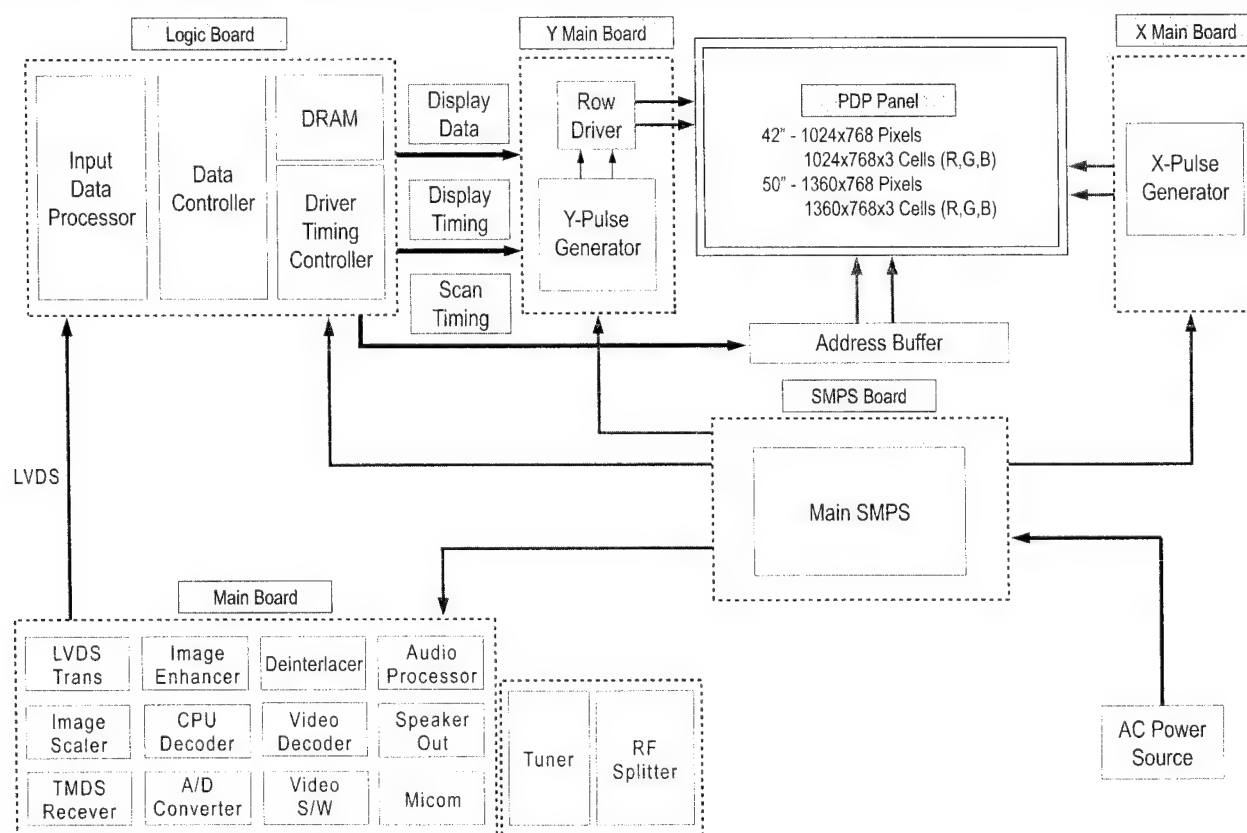 Logic Board
Y Main Board
X Main Board
Input
Data
Processor
Data
Controller
DRAM
Driver
Timing
Controller
Display
Data
Display
Timing
Scan
Timing
Row
Driver
Y-Pulse
Generator
PDP Panel
42" - 1024x768 Pixels
1024x768x3 Cells (R,G,B)
50" - 1360x768 Pixels
1360x768x3 Cells (R,G,B)
X-Pulse
Generator
Address Buffer
SMPS Board
Main SMPS
LVDS
Main Board
LVDS
Trans
Image
Enhancer
Deinterlacer
Audio
Processor
Image
Scaler
CPU
Decoder
Video
Decoder
Speaker
Out
TMDS
Recever
A/D
Converter
Video
S/W
Micom
Tuner
RF
Splitter
AC Power
Source